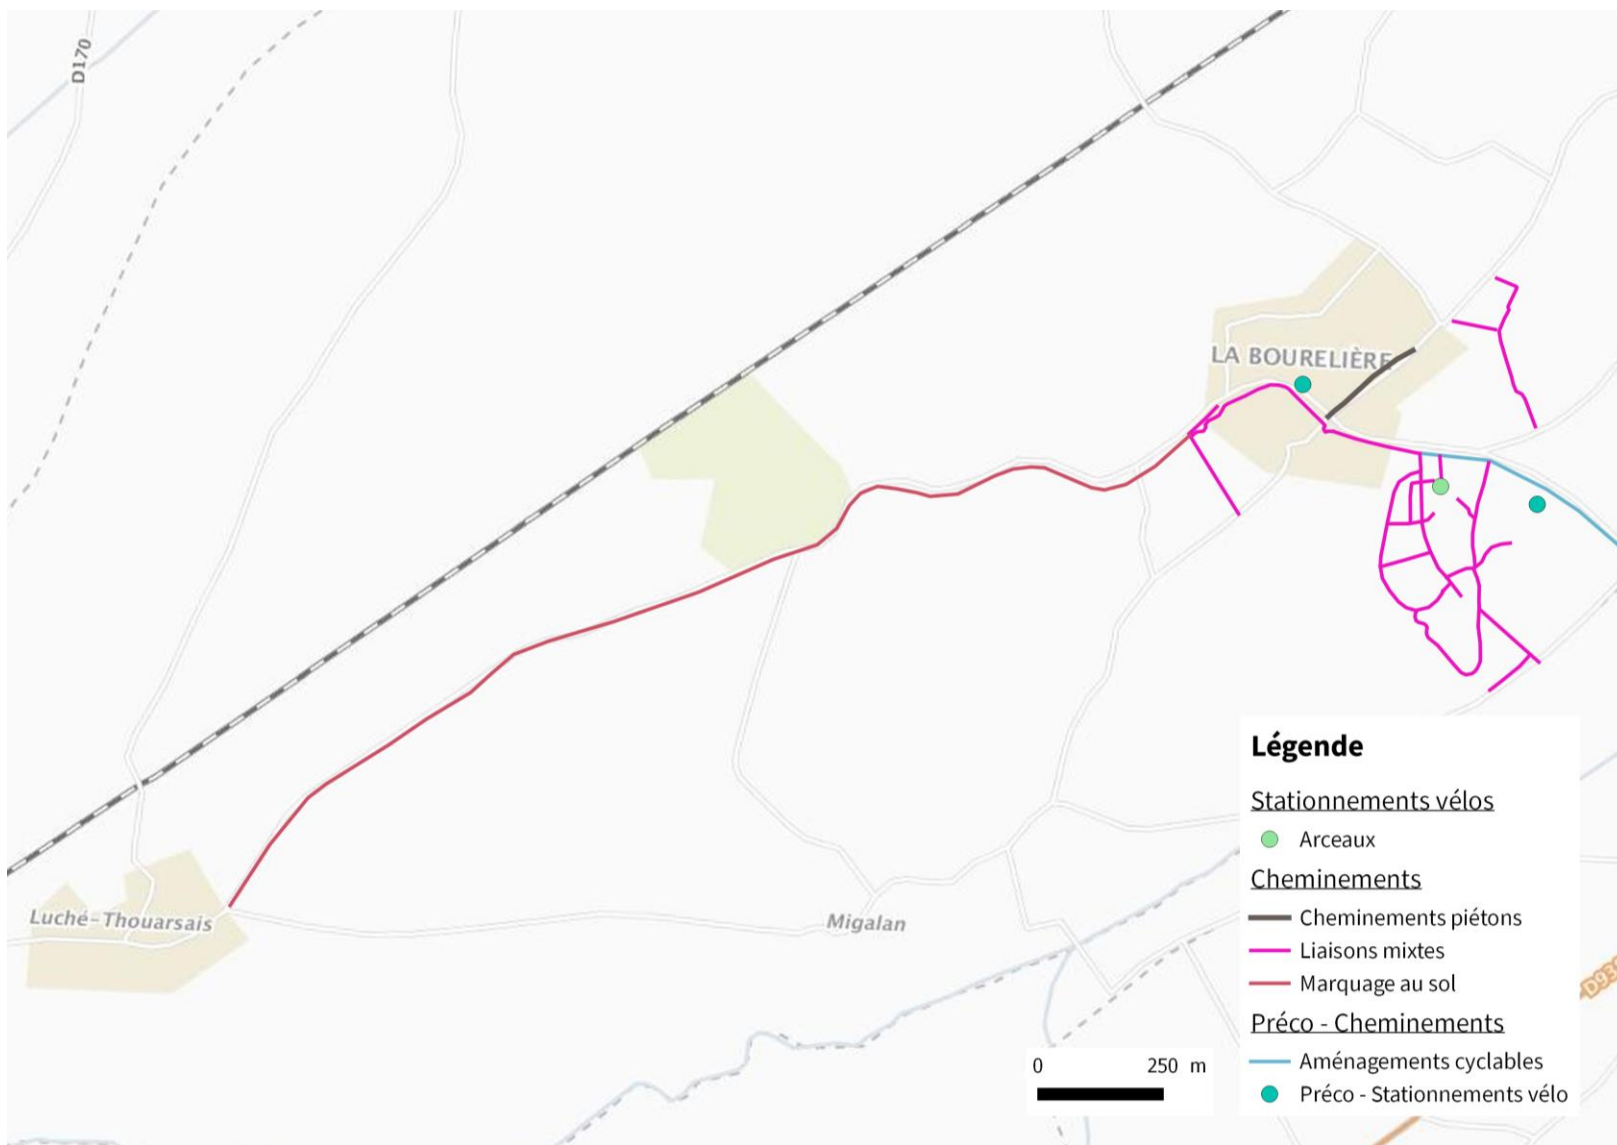 D170
LA BOURELIÈRE
Luché-Thouarsais
Migalan
Légende
Stationnements vélos
Arceaux
Cheminements
Cheminements piétons
Liaisons mixtes
Marquage au sol
Préco - Cheminements
Aménagements cyclables
Préco - Stationnements vélo
0 250 m